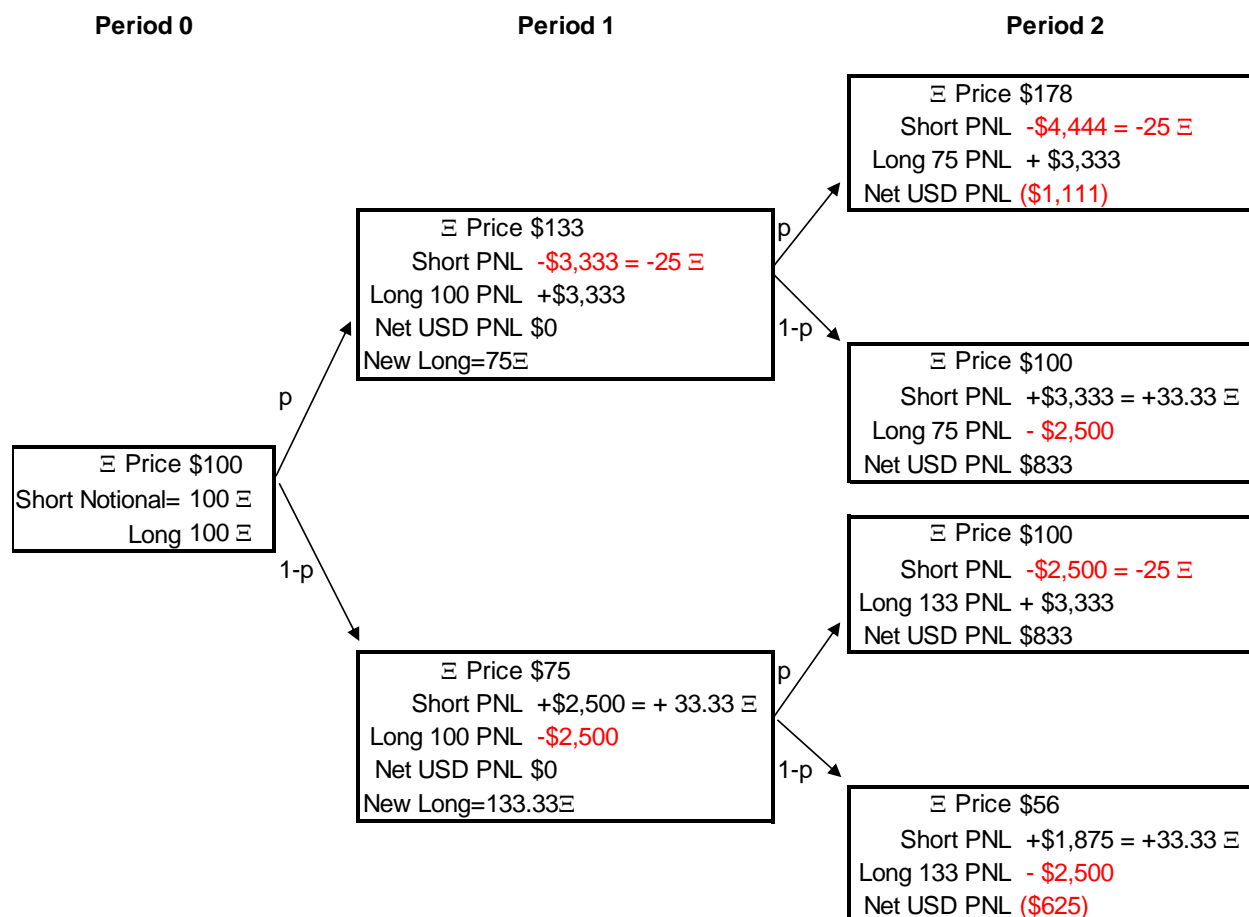 Period 0
Period 1
Period 2
Ξ Price $178
Short PNL -$4,444 = -25 Ξ
Long 75 PNL + $3,333
Net USD PNL ($1,111)
Ξ Price $133
Short PNL -$3,333 = -25 Ξ
Long 100 PNL +$3,333
Net USD PNL $0
New Long=75Ξ
p
1-p
Ξ Price $100
Short PNL +$3,333 = +33.33 Ξ
Long 75 PNL - $2,500
Net USD PNL $833
p
Ξ Price $100
Short Notional= 100 Ξ
Long 100 Ξ
1-p
Ξ Price $100
Short PNL -$2,500 = -25 Ξ
Long 133 PNL + $3,333
Net USD PNL $833
Ξ Price $75
Short PNL +$2,500 = + 33.33 Ξ
Long 100 PNL -$2,500
Net USD PNL $0
New Long=133.33Ξ
p
1-p
Ξ Price $56
Short PNL +$1,875 = +33.33 Ξ
Long 133 PNL - $2,500
Net USD PNL ($625)